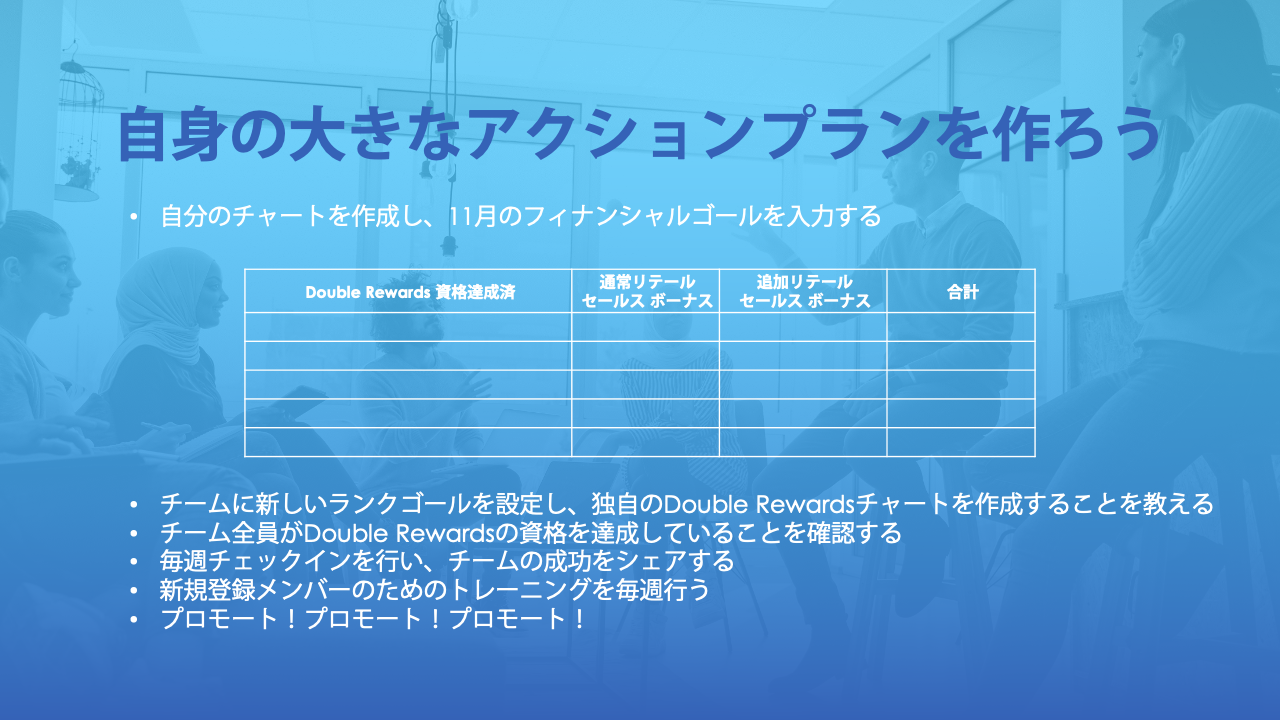 自身の大きなアクションプランを作ろう
• 自分のチャートを作成し、11月のフィナンシャルゴールを入力する
Double Rewards 資格達成済
通常リテール
セールス ボーナス
追加リテール
セールス ボーナス
合計
• チームに新しいランクゴールを設定し、独自のDouble Rewardsチャートを作成することを教える
• チーム全員がDouble Rewardsの資格を達成していることを確認する
• 毎週チェックインを行い、チームの成功をシェアする
• 新規登録メンバーのためのトレーニングを毎週行う
• プロモート！プロモート！プロモート！